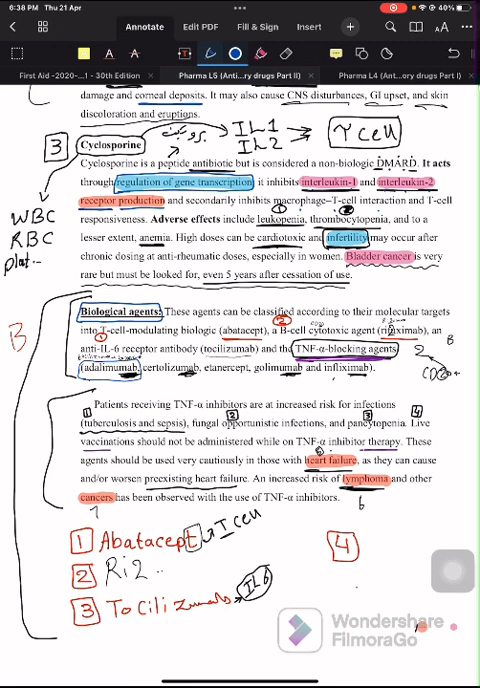 6:38 PM Thu 21 Apr
40%
Annotate Edit PDF Fill & Sign Insert
First Aid -2020-...1 - 30th Edition Pharma L5 (Anti...ory drugs Part II) Pharma L4 (Anti...ory drugs Part I)
damage and corneal deposits. It may also cause CNS disturbances, GI upset, and skin
discoloration and eruptions.
3 Cyclosporine IL1 T cell
IL2
Cyclosporine is a peptide antibiotic but is considered a non-biologic DMARD. It acts
through regulation of gene transcription it inhibits interleukin-1 and interleukin-2
receptor production and secondarily inhibits macrophage–T-cell interaction and T-cell
responsiveness. Adverse effects include leukopenia, thrombocytopenia, and to a
lesser extent, anemia. High doses can be cardiotoxic and infertility may occur after
chronic dosing at anti-rheumatic doses, especially in women. Bladder cancer is very
rare but must be looked for, even 5 years after cessation of use.
WBC
RBC
plat..
B
Biological agents: These agents can be classified according to their molecular targets
into T-cell-modulating biologic (abatacept), a B-cell cytotoxic agent (rituximab), an
anti-IL-6 receptor antibody (tocilizumab) and the TNF-α-blocking agents
(adalimumab, certolizumab, etanercept, golimumab and infliximab).
Patients receiving TNF-α inhibitors are at increased risk for infections
(tuberculosis and sepsis), fungal opportunistic infections, and pancytopenia. Live
vaccinations should not be administered while on TNF-α inhibitor therapy. These
agents should be used very cautiously in those with heart failure, as they can cause
and/or worsen preexisting heart failure. An increased risk of lymphoma and other
cancers has been observed with the use of TNF-α inhibitors.
7 6
1 Abatacept T cell
4
2 Ri2 ..
3 Tocilizumab IL6
Wondershare
FilmoraGo